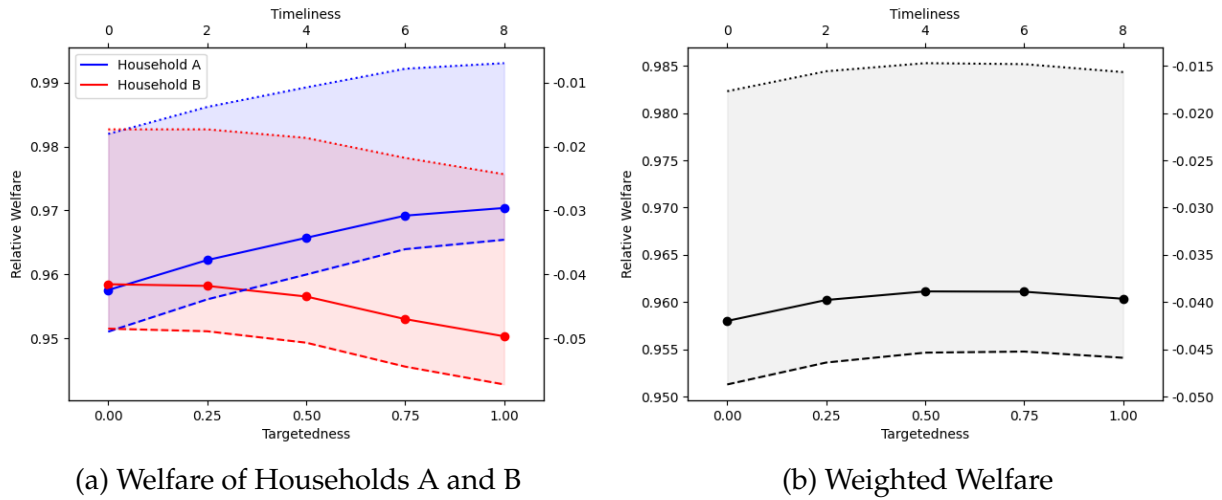 Timeliness
0 2 4 6 8
Household A
Household B
0.99
0.98
0.97
0.96
0.95
Relative Welfare
-0.01
-0.02
-0.03
-0.04
-0.05
0.00 0.25 0.50 0.75 1.00
Targetedness
(a) Welfare of Households A and B
Timeliness
0 2 4 6 8
0.985
0.980
0.975
0.970
0.965
0.960
0.955
0.950
Relative Welfare
-0.015
-0.020
-0.025
-0.030
-0.035
-0.040
-0.045
-0.050
0.00 0.25 0.50 0.75 1.00
Targetedness
(b) Weighted Welfare